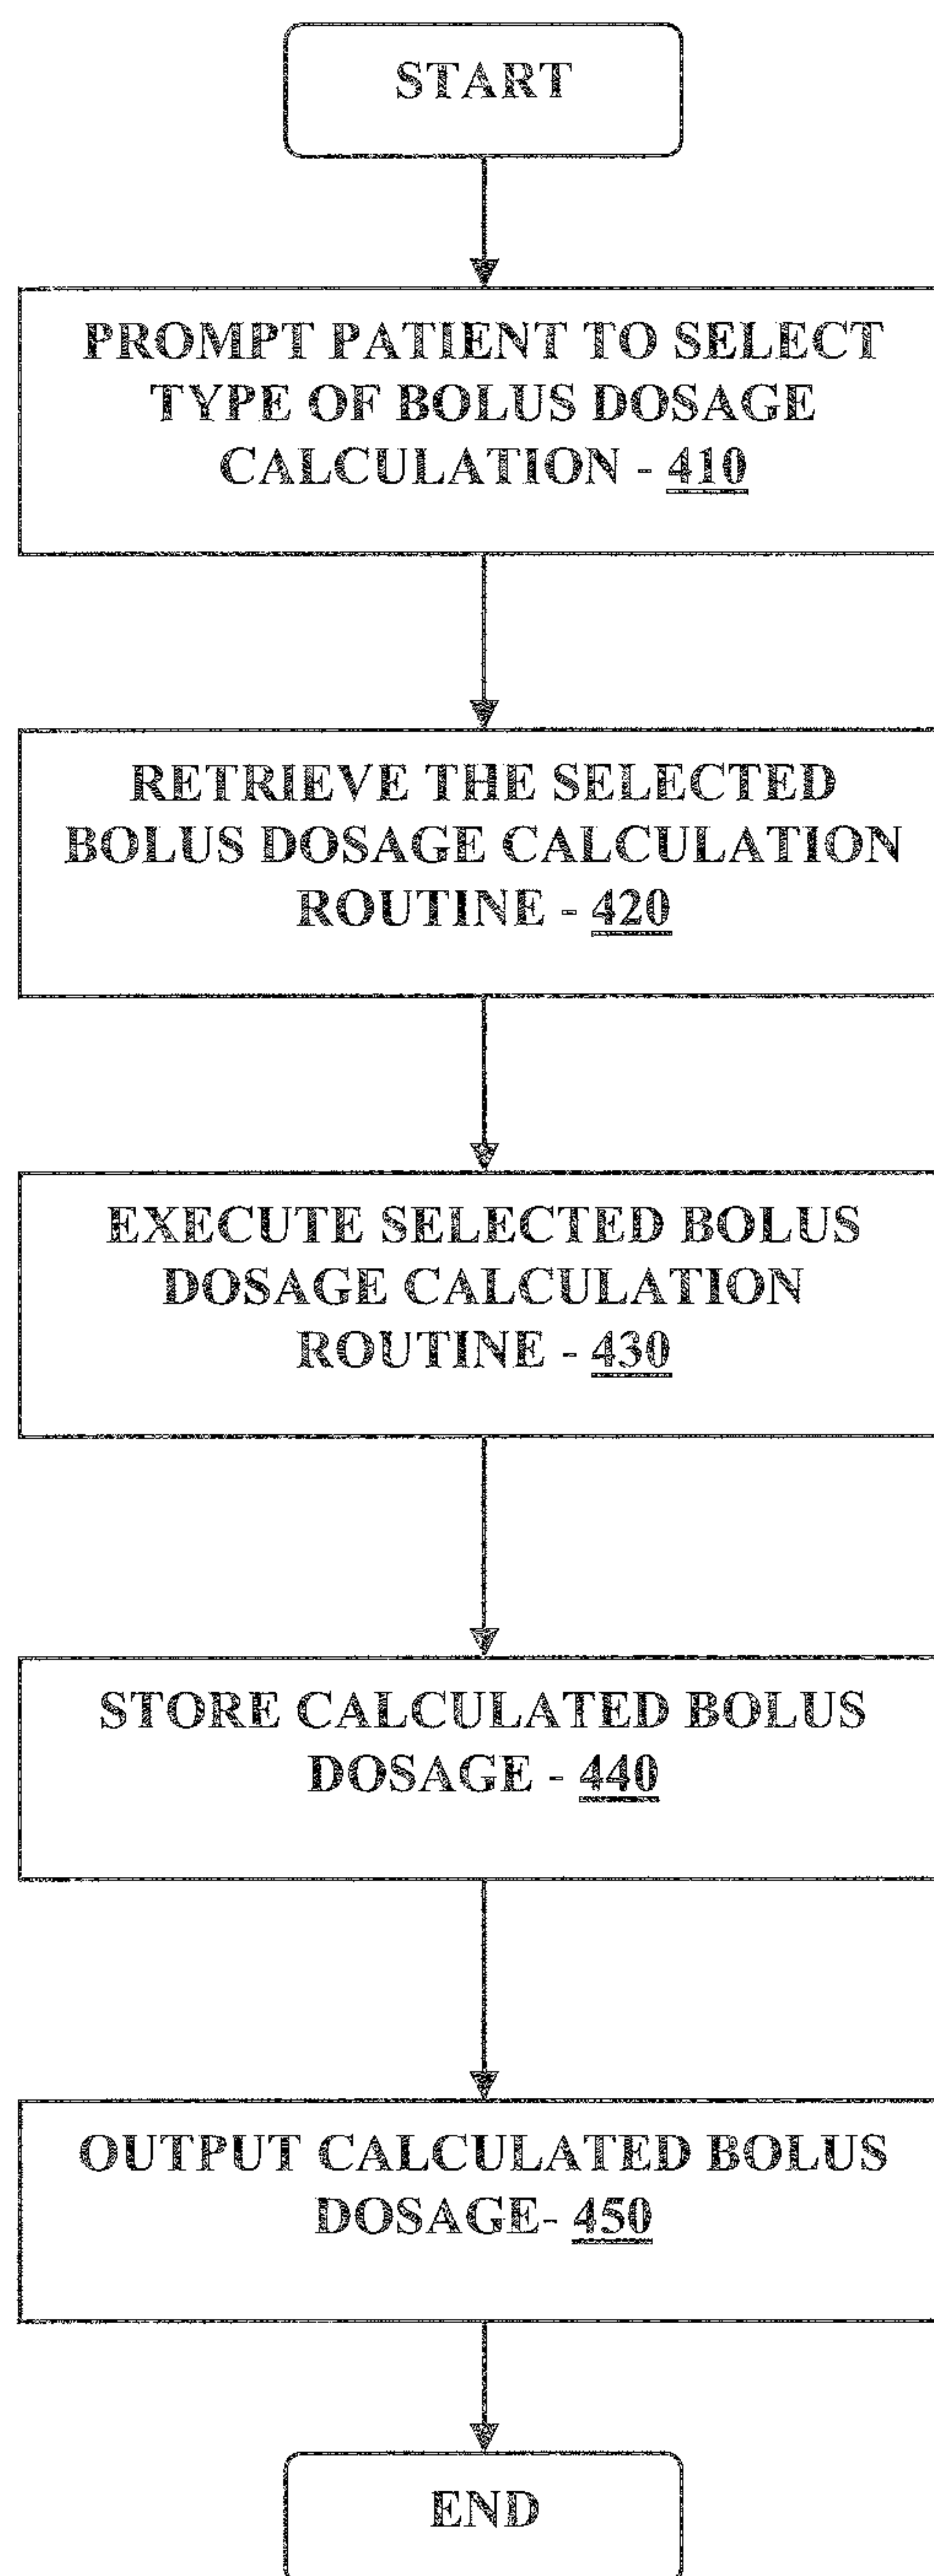 START
PROMPT PATIENT TO SELECT
TYPE OF BOLUS DOSAGE
CALCULATION - 410
RETRIEVE THE SELECTED
BOLUS DOSAGE CALCULATION
ROUTINE - 420
EXECUTE SELECTED BOLUS
DOSAGE CALCULATION
ROUTINE - 430
STORE CALCULATED BOLUS
DOSAGE - 440
OUTPUT CALCULATED BOLUS
DOSAGE- 450
END